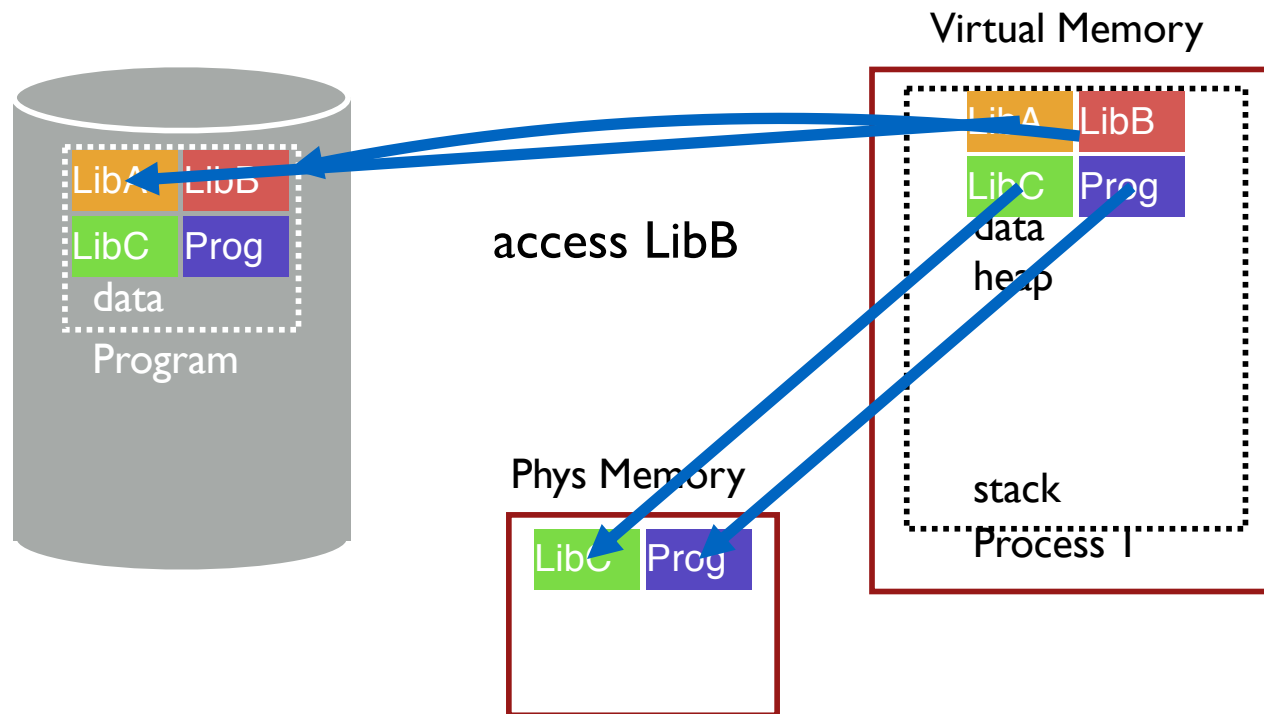 Virtual Memory
LibA LibB
LibC Prog
data
heap
stack
Process 1
LibA LibB
LibC Prog
data
Program
access LibB
Phys Memory
LibC Prog